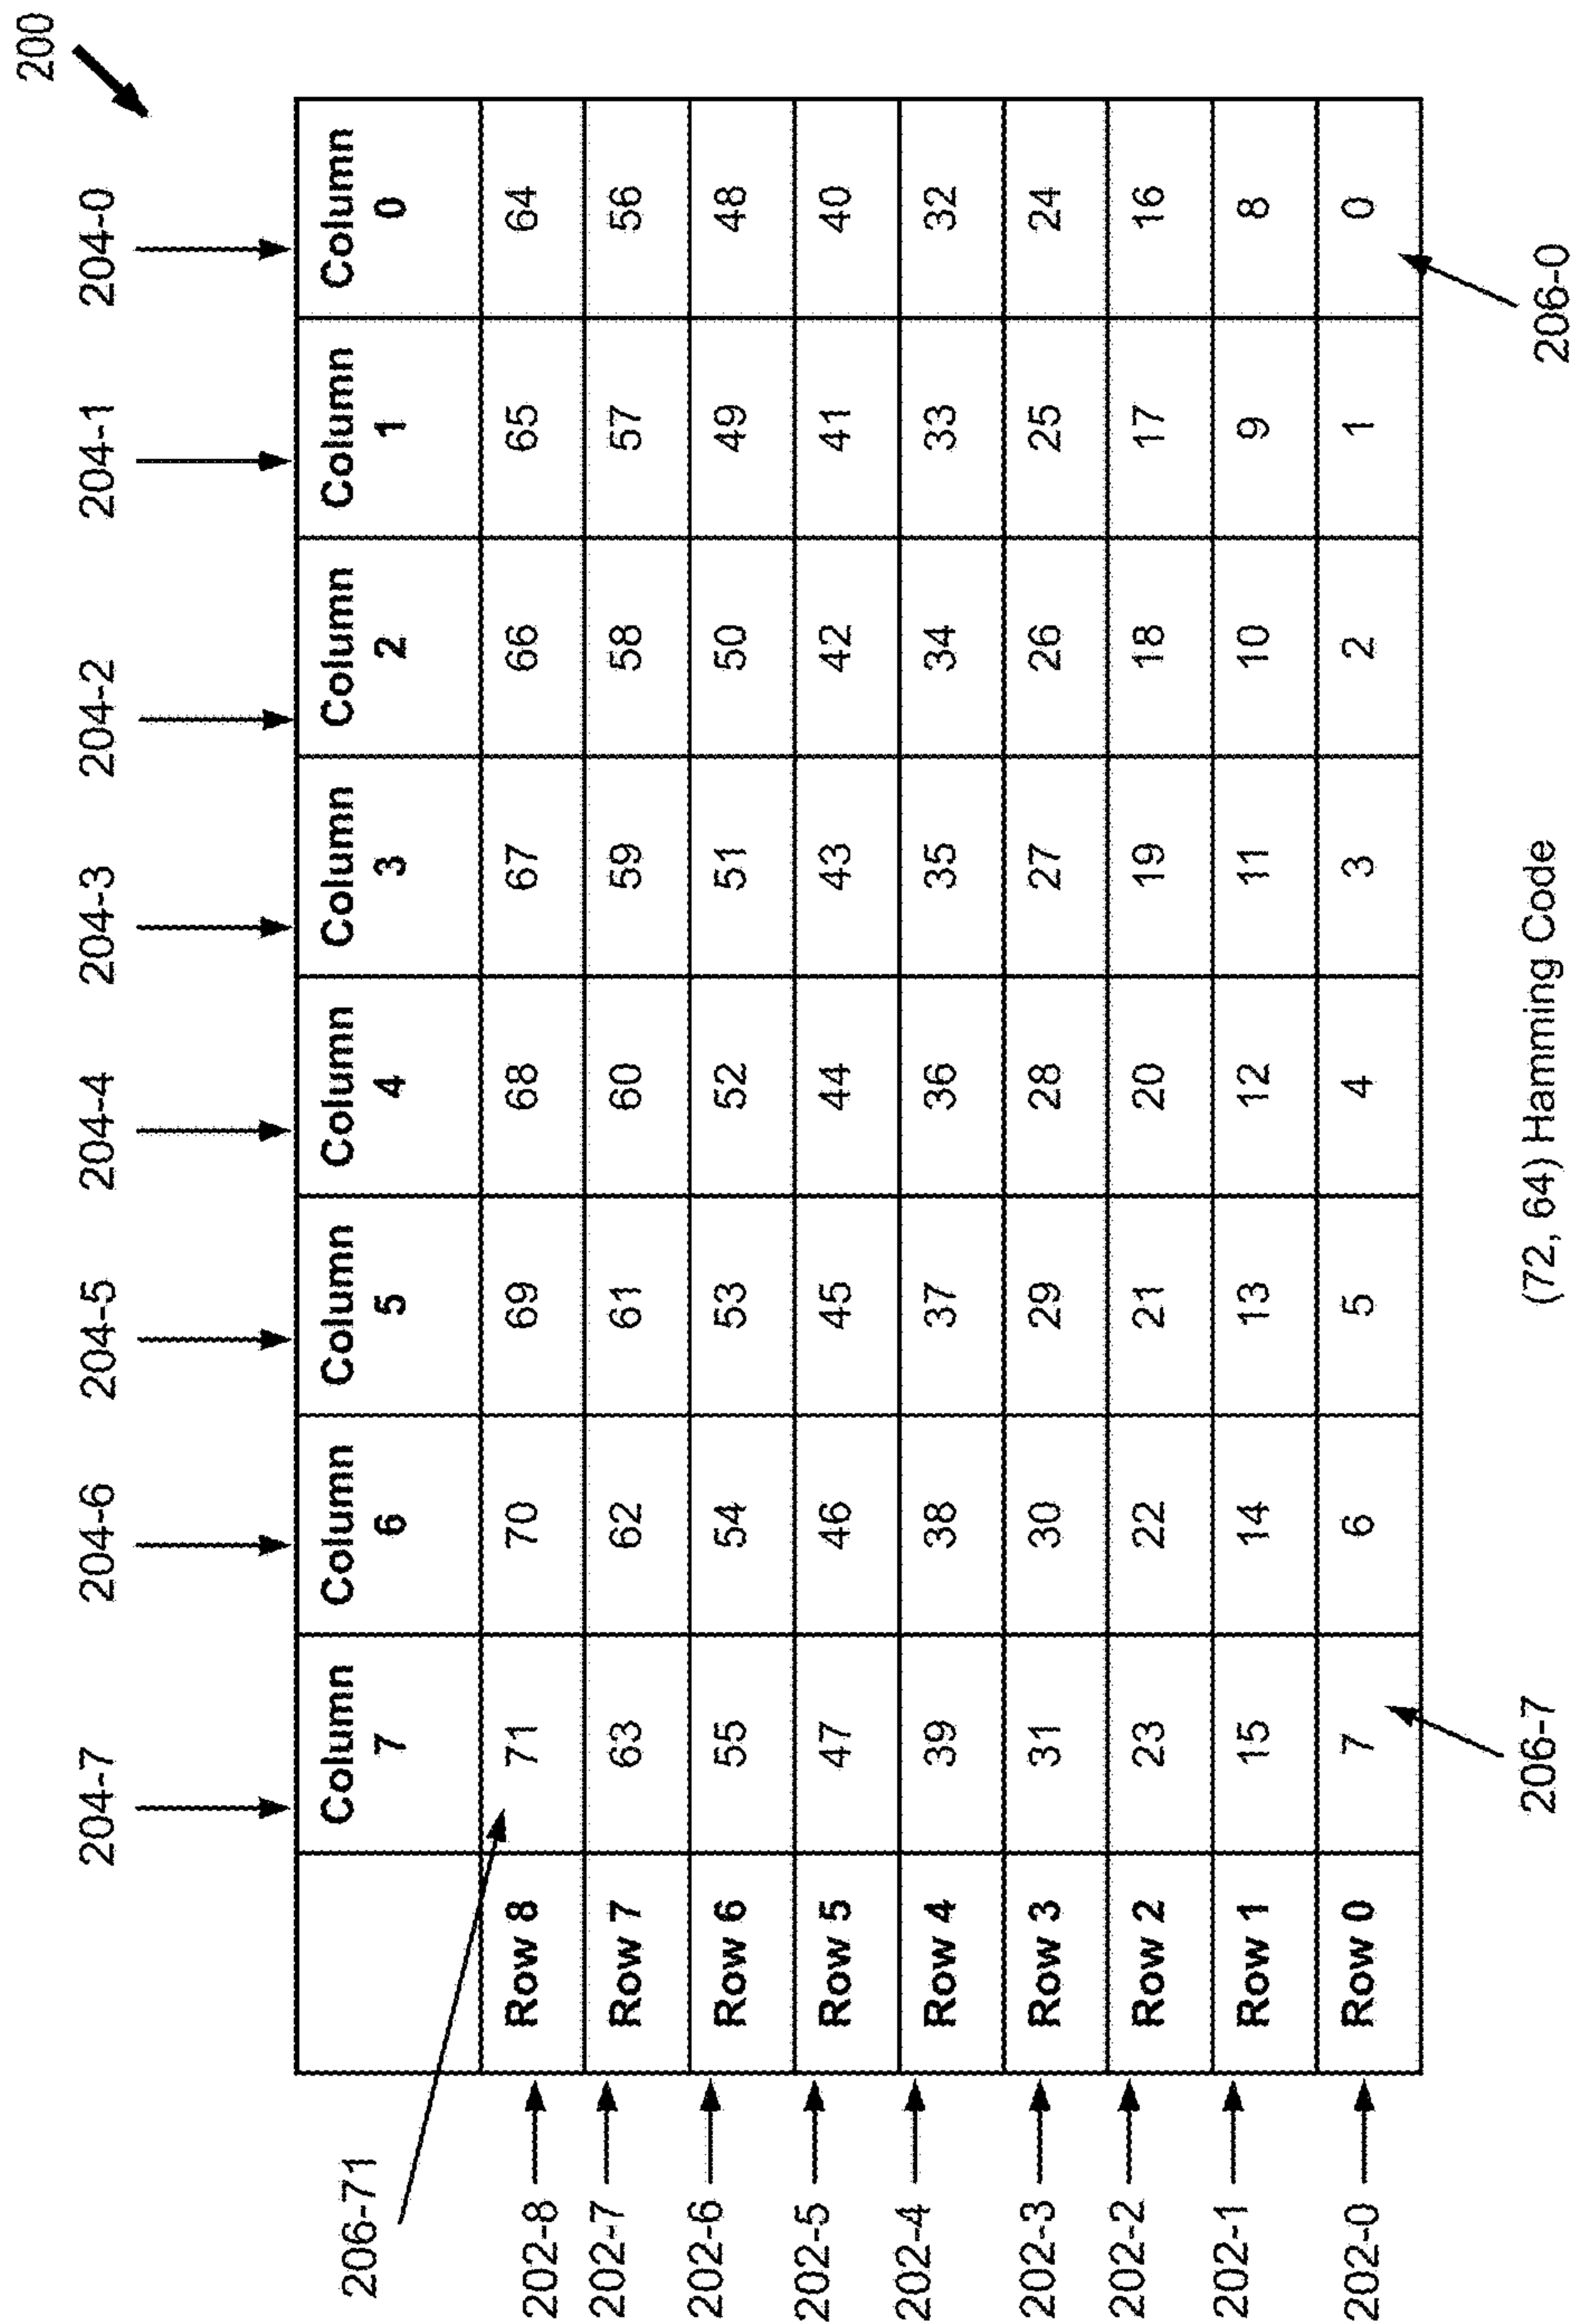 200
204-7 204-6 204-5 204-4 204-3 204-2 204-1 204-0
206-71
Column 7 Column 6 Column 5 Column 4 Column 3 Column 2 Column 1 Column 0
202-8 Row 8 71 70 69 68 67 66 65 64
202-7 Row 7 63 62 61 60 59 58 57 56
202-6 Row 6 55 54 53 52 51 50 49 48
202-5 Row 5 47 46 45 44 43 42 41 40
202-4 Row 4 39 38 37 36 35 34 33 32
202-3 Row 3 31 30 29 28 27 26 25 24
202-2 Row 2 23 22 21 20 19 18 17 16
202-1 Row 1 15 14 13 12 11 10 9 8
202-0 Row 0 7 6 5 4 3 2 1 0
206-7 206-0
(72, 64) Hamming Code